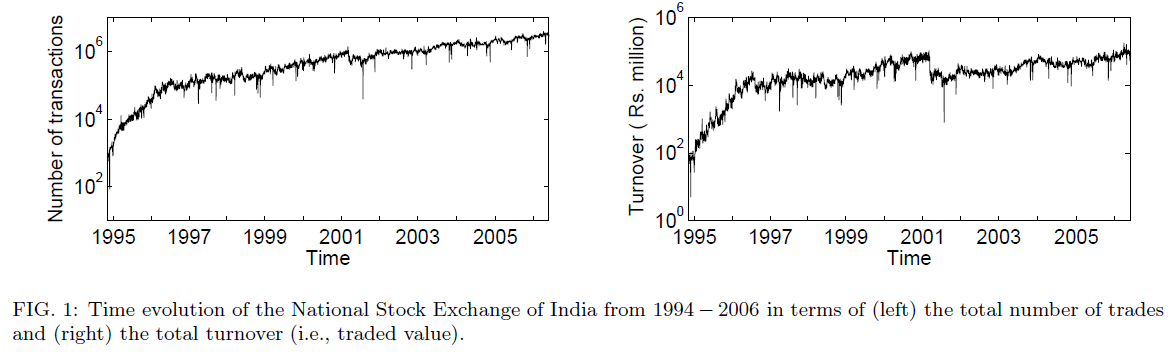 Number of transactions
10^6
10^4
10^2
1995 1997 1999 2001 2003 2005
Time
Turnover ( Rs. million)
10^6
10^4
10^2
10^0
1995 1997 1999 2001 2003 2005
Time
FIG. 1: Time evolution of the National Stock Exchange of India from 1994 − 2006 in terms of (left) the total number of trades
and (right) the total turnover (i.e., traded value).